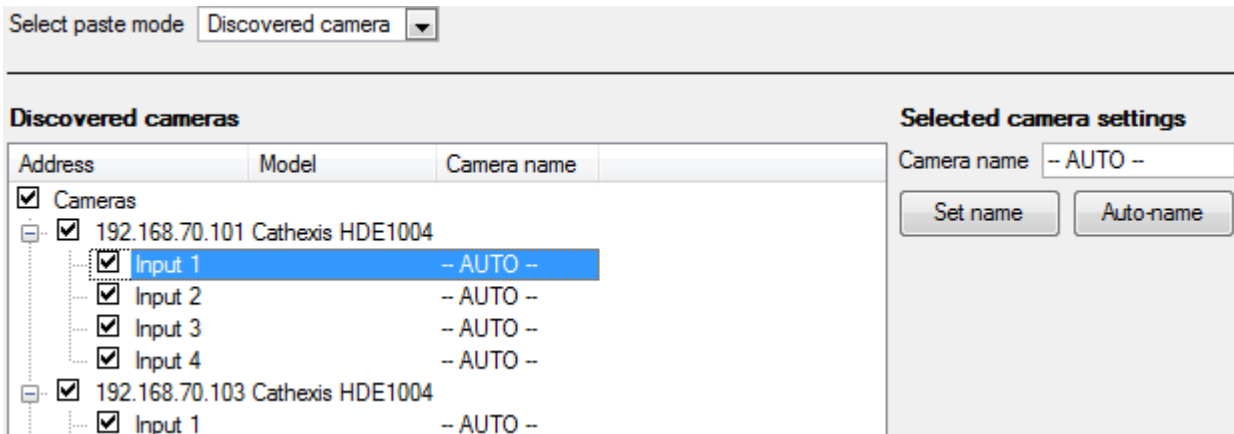 Select paste mode Discovered camera
Discovered cameras
Address Model Camera name
Cameras
192.168.70.101 Cathexis HDE1004
Input 1 -- AUTO --
Input 2 -- AUTO --
Input 3 -- AUTO --
Input 4 -- AUTO --
192.168.70.103 Cathexis HDE1004
Input 1 -- AUTO --
Selected camera settings
Camera name -- AUTO --
Set name Auto-name